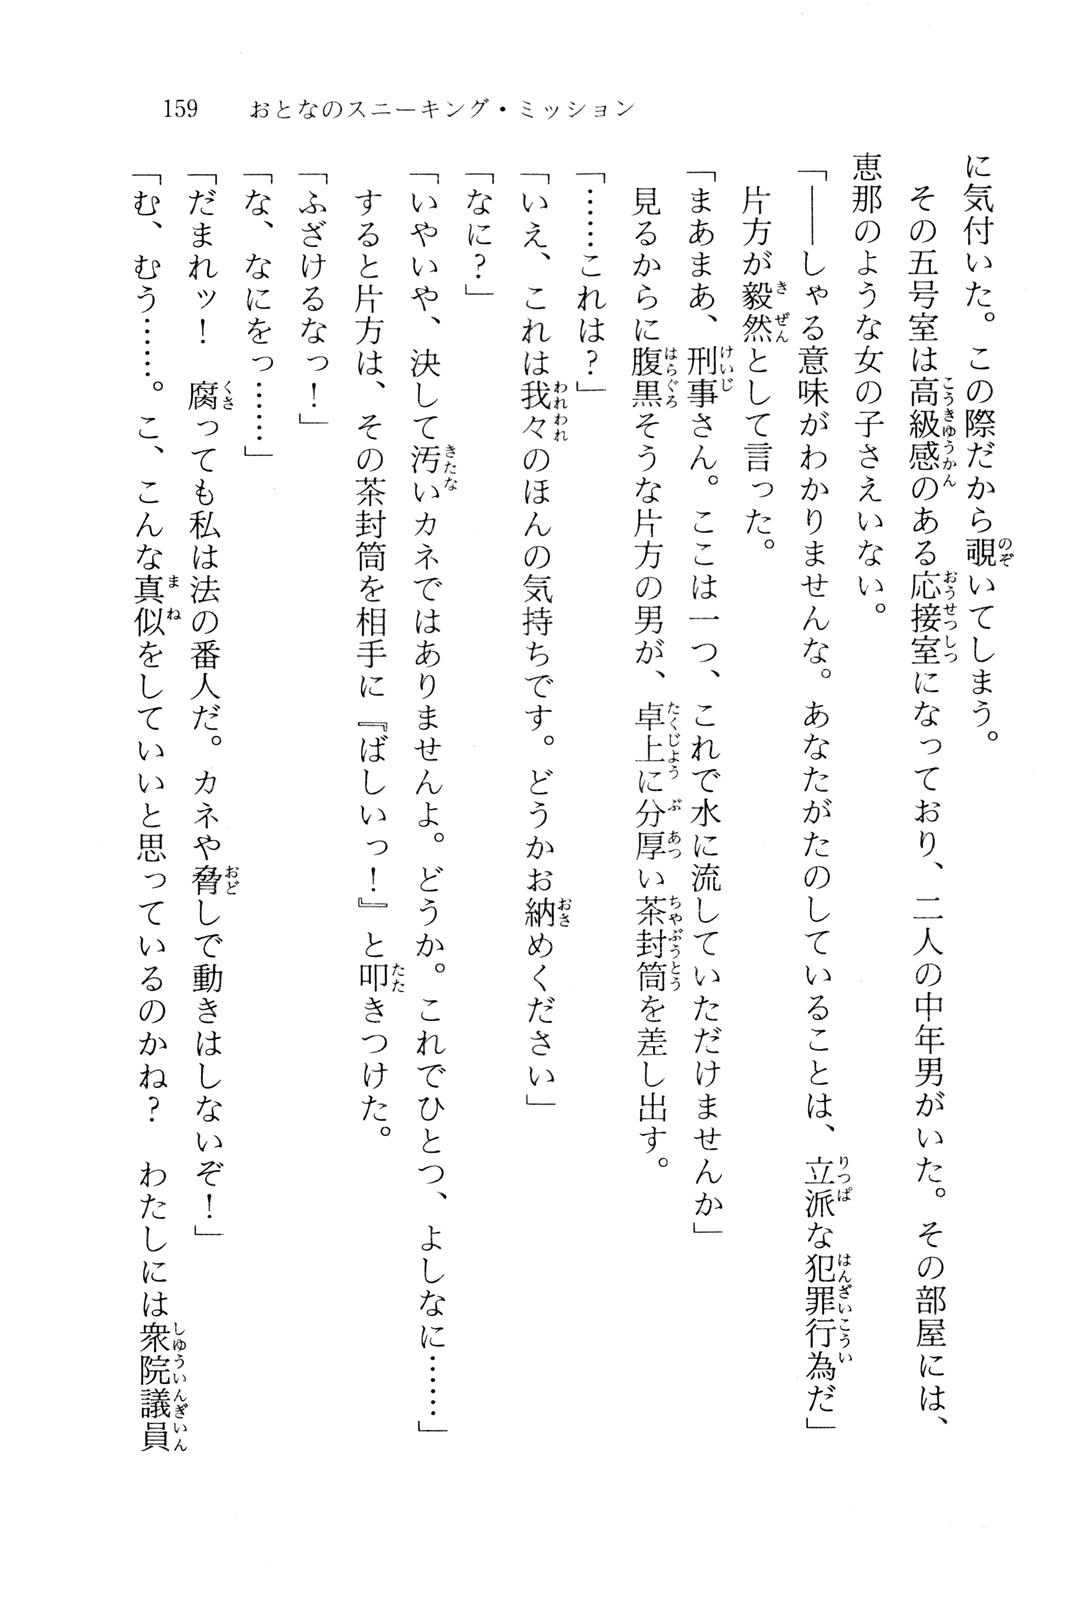 159　おとなのスニーキング・ミッション
に気付いた。この際だから覗いてしまう。
　その五号室は高級感のある応接室になっており、二人の中年男がいた。その部屋には、
恵那のような女の子さえいない。
「――しゃる意味がわかりませんな。あなたがたのしていることは、立派な犯罪行為だ」
　片方が毅然として言った。
「まあまあ、刑事さん。ここは一つ、これで水に流していただけませんか」
　見るからに腹黒そうな片方の男が、卓上に分厚い茶封筒を差し出す。
「……これは？」
「いえ、これは我々のほんの気持ちです。どうかお納めください」
「なに？」
「いやいや、決して汚いカネではありませんよ。どうか。これでひとつ、よしなに……」
　すると片方は、その茶封筒を相手に『ばしいっ！』と叩きつけた。
「ふざけるなっ！」
「な、なにをっ……」
「だまれッ！　腐っても私は法の番人だ。カネや脅しで動きはしないぞ！」
「む、むう……。こ、こんな真似をしていいと思っているのかね？　わたしには衆院議員